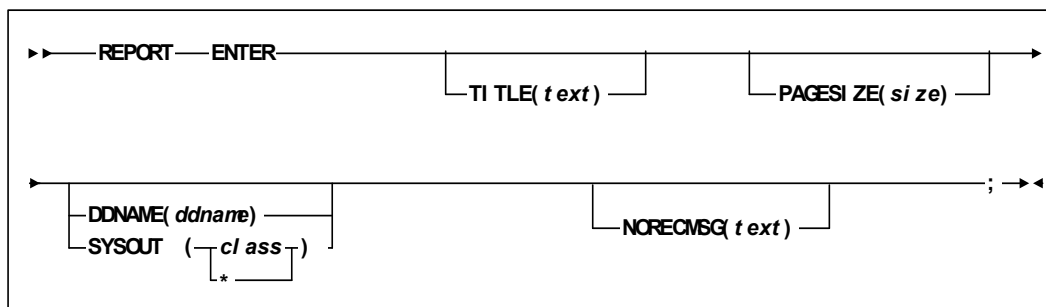 REPORT ENTER
TITLE(text) PAGESIZE(size)
;
DDNAME(ddname)
SYSOUT (class) NORECMSG(text)
*